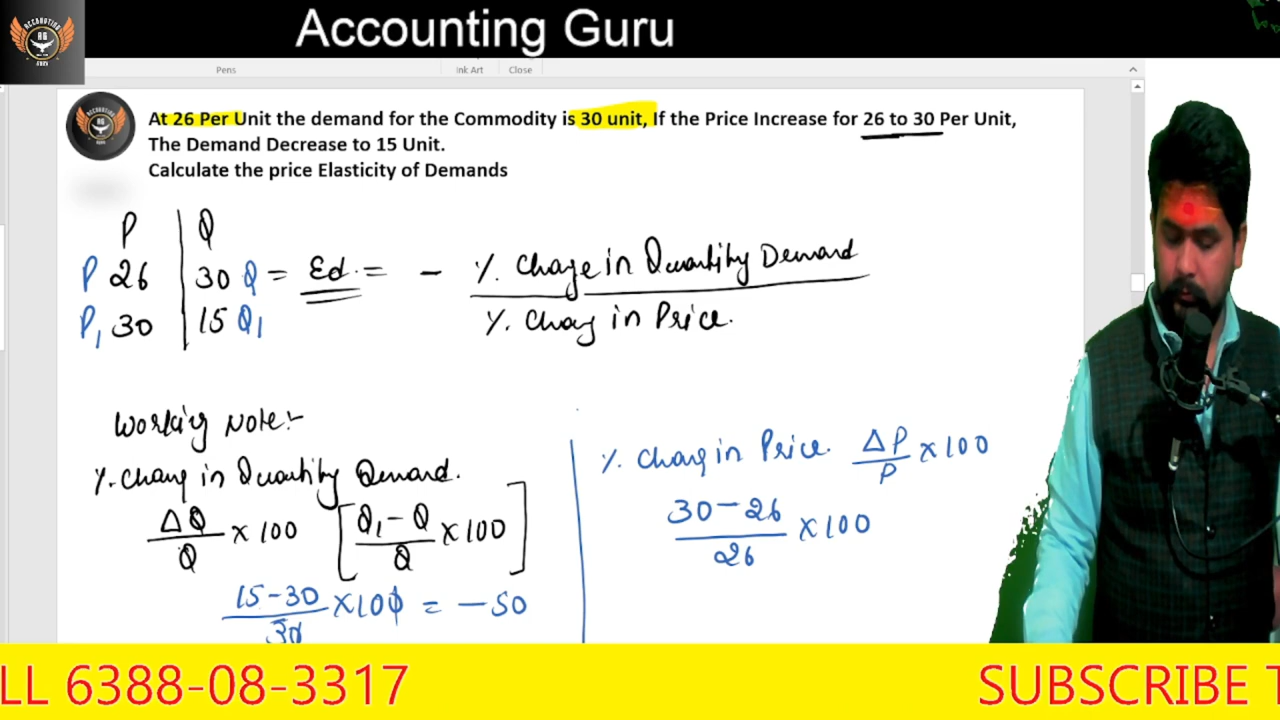 Accounting Guru
Pens Ink Art Close
At 26 Per Unit the demand for the Commodity is 30 unit, If the Price Increase for 26 to 30 Per Unit,
The Demand Decrease to 15 Unit.
Calculate the price Elasticity of Demands
P | Q
P 26 | 30 Q = Ed = - %. Chage in Quantity Demand
P1 30 | 15 Q1 %. Chang in Price.
Working Note:-
%. Chang in Quantity Demand.
ΔQ/Q × 100 [Q1 - Q/Q × 100]
15-30/30 × 100 = -50
%. Chang in Price. ΔP/P × 100
30-26/26 × 100
LL 6388-08-3317 SUBSCRIBE T